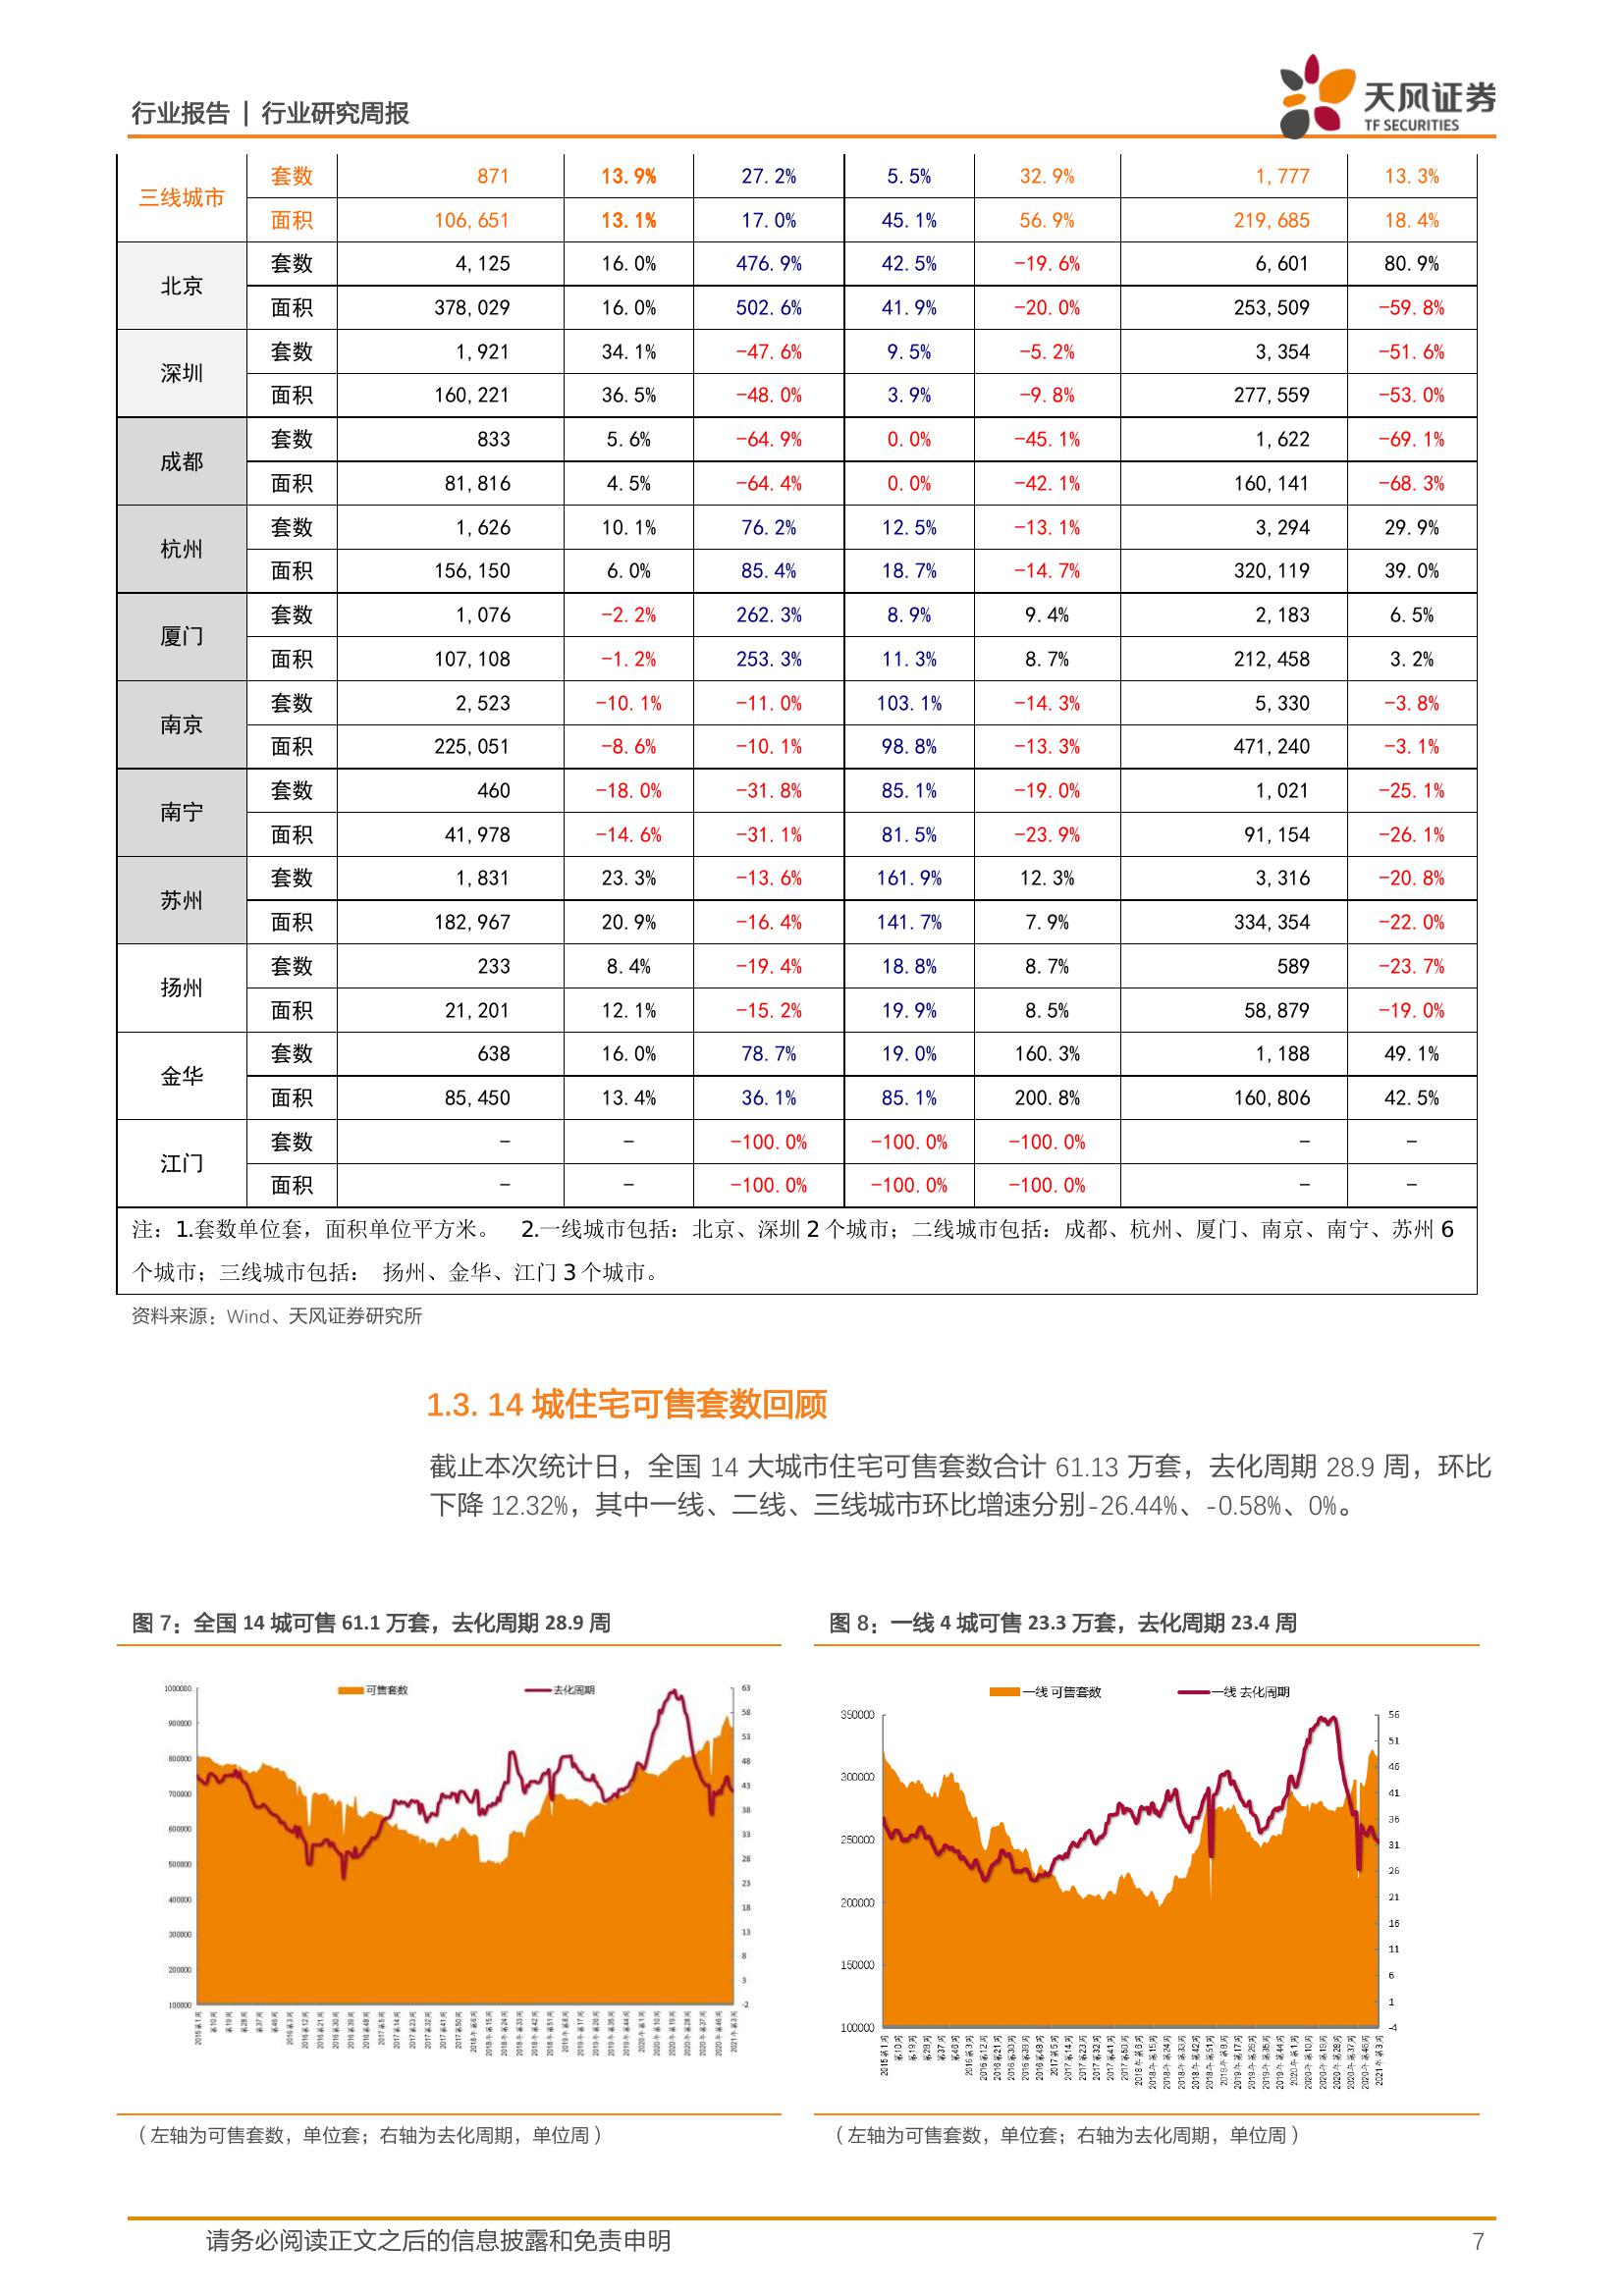 行业报告 | 行业研究周报
天风证券
TF SECURITIES
三线城市 套数 871 13.9% 27.2% 5.5% 32.9% 1,777 13.3%
面积 106,651 13.1% 17.0% 45.1% 56.9% 219,685 18.4%
北京 套数 4,125 16.0% 476.9% 42.5% -19.6% 6,601 80.9%
面积 378,029 16.0% 502.6% 41.9% -20.0% 253,509 -59.8%
深圳 套数 1,921 34.1% -47.6% 9.5% -5.2% 3,354 -51.6%
面积 160,221 36.5% -48.0% 3.9% -9.8% 277,559 -53.0%
成都 套数 833 5.6% -64.9% 0.0% -45.1% 1,622 -69.1%
面积 81,816 4.5% -64.4% 0.0% -42.1% 160,141 -68.3%
杭州 套数 1,626 10.1% 76.2% 12.5% -13.1% 3,294 29.9%
面积 156,150 6.0% 85.4% 18.7% -14.7% 320,119 39.0%
厦门 套数 1,076 -2.2% 262.3% 8.9% 9.4% 2,183 6.5%
面积 107,108 -1.2% 253.3% 11.3% 8.7% 212,458 3.2%
南京 套数 2,523 -10.1% -11.0% 103.1% -14.3% 5,330 -3.8%
面积 225,051 -8.6% -10.1% 98.8% -13.3% 471,240 -3.1%
南宁 套数 460 -18.0% -31.8% 85.1% -19.0% 1,021 -25.1%
面积 41,978 -14.6% -31.1% 81.5% -23.9% 91,154 -26.1%
苏州 套数 1,831 23.3% -13.6% 161.9% 12.3% 3,316 -20.8%
面积 182,967 20.9% -16.4% 141.7% 7.9% 334,354 -22.0%
扬州 套数 233 8.4% -19.4% 18.8% 8.7% 589 -23.7%
面积 21,201 12.1% -15.2% 19.9% 8.5% 58,879 -19.0%
金华 套数 638 16.0% 78.7% 19.0% 160.3% 1,188 49.1%
面积 85,450 13.4% 36.1% 85.1% 200.8% 160,806 42.5%
江门 套数 - - -100.0% -100.0% -100.0% - -
面积 - - -100.0% -100.0% -100.0% - -
注：1.套数单位套，面积单位平方米。 2.一线城市包括：北京、深圳 2 个城市；二线城市包括：成都、杭州、厦门、南京、南宁、苏州 6
个城市；三线城市包括： 扬州、金华、江门 3 个城市。
资料来源：Wind、天风证券研究所
1.3. 14 城住宅可售套数回顾
截止本次统计日，全国 14 大城市住宅可售套数合计 61.13 万套，去化周期 28.9 周，环比
下降 12.32%，其中一线、二线、三线城市环比增速分别-26.44%、-0.58%、0%。
图 7：全国 14 城可售 61.1 万套，去化周期 28.9 周
可售套数 去化周期
1000000
900000
800000
700000
600000
500000
400000
300000
200000
100000
63
58
53
48
43
38
33
28
23
18
13
8
3
-2
（左轴为可售套数，单位套；右轴为去化周期，单位周）
图 8：一线 4 城可售 23.3 万套，去化周期 23.4 周
一线 可售套数 一线 去化周期
350000
300000
250000
200000
150000
100000
56
51
46
41
36
31
26
21
16
11
6
1
-4
（左轴为可售套数，单位套；右轴为去化周期，单位周）
请务必阅读正文之后的信息披露和免责申明 7